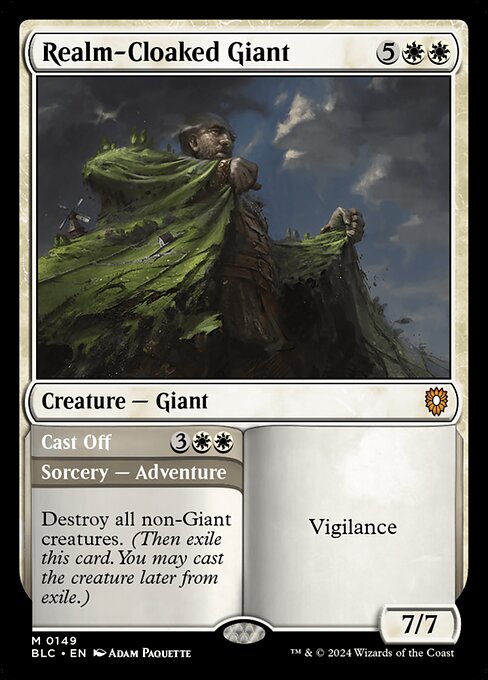 Realm-Cloaked Giant 5
Creature — Giant
Cast Off 3
Sorcery — Adventure
Destroy all non-Giant
creatures. (Then exile
this card. You may cast
the creature later from
exile.)
Vigilance
7/7
M 0149
BLC • EN Adam Paquette
™ & © 2024 Wizards of the Coast